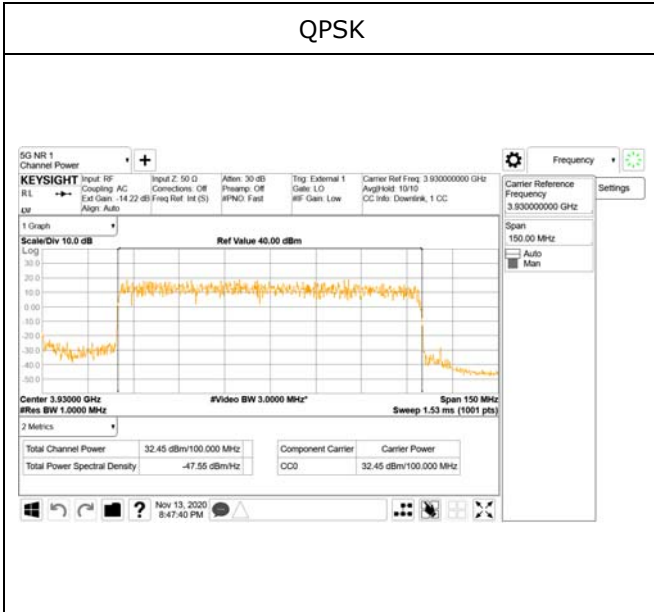 QPSK
5G NR 1
Channel Power
+
Frequency
KEYSIGHT
RL
Input: RF
Coupling: AC
Ext Gain: -14.22 dB
Align: Auto
Input Z: 50 Ω
Corrections: Off
Freq Ref: Int (S)
Atten: 30 dB
Preamp: Off
#PNO: Fast
Trig: External 1
Gate: LO
#IF Gain: Low
Carrier Ref Freq: 3.930000000 GHz
Avg|Hold: 10/10
CC Info: Downlink, 1 CC
Carrier Reference
Frequency
3.930000000 GHz
Settings
Span
150.00 MHz
Auto
Man
1 Graph
Scale/Div 10.0 dB
Ref Value 40.00 dBm
Log
30.0
20.0
10.0
0.00
-10.0
-20.0
-30.0
-40.0
-50.0
Center 3.93000 GHz
#Video BW 3.0000 MHz*
Span 150 MHz
#Res BW 1.0000 MHz
Sweep 1.53 ms (1001 pts)
2 Metrics
Total Channel Power 32.45 dBm/100.000 MHz
Total Power Spectral Density -47.55 dBm/Hz
Component Carrier Carrier Power
CC0 32.45 dBm/100.000 MHz
?
Nov 13, 2020
8:47:40 PM